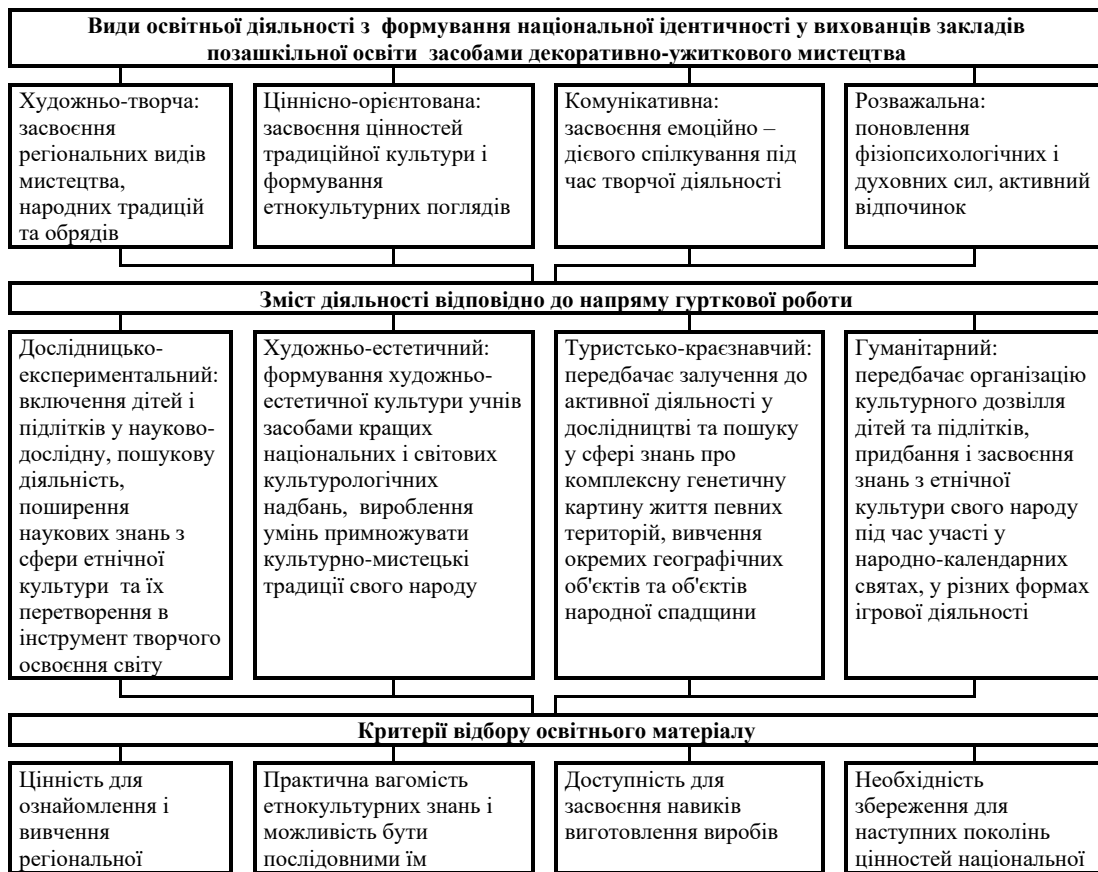 Види освітньої діяльності з формування національної ідентичності у вихованців закладів
позашкільної освіти засобами декоративно-ужиткового мистецтва
Художньо-творча:
засвоєння
регіональних видів
мистецтва,
народних традицій
та обрядів
Ціннісно-орієнтована:
засвоєння цінностей
традиційної культури і
формування
етнокультурних поглядів
Комунікативна:
засвоєння емоційно –
дієвого спілкування під
час творчої діяльності
Розважальна:
поновлення
фізіопсихологічних і
духовних сил, активний
відпочинок
Зміст діяльності відповідно до напряму гурткової роботи
Дослідницько-
експериментальний:
включення дітей і
підлітків у науково-
дослідну, пошукову
діяльність,
поширення
наукових знань з
сфери етнічної
культури та їх
перетворення в
інструмент творчого
освоєння світу
Художньо-естетичний:
формування художньо-
естетичної культури учнів
засобами кращих
національних і світових
культурологічних
надбань, вироблення
умінь примножувати
культурно-мистецькі
традиції свого народу
Туристсько-краєзнавчий:
передбачає залучення до
активної діяльності у
дослідництві та пошуку
у сфері знань про
комплексну генетичну
картину життя певних
територій, вивчення
окремих географічних
об'єктів та об'єктів
народної спадщини
Гуманітарний:
передбачає організацію
культурного дозвілля
дітей та підлітків,
придбання і засвоєння
знань з етнічної
культури свого народу
під час участі у
народно-календарних
святах, у різних формах
ігрової діяльності
Критерії відбору освітнього матеріалу
Цінність для
ознайомлення і
вивчення
регіональної
Практична вагомість
етнокультурних знань і
можливість бути
послідовними їм
Доступність для
засвоєння навиків
виготовлення виробів
Необхідність
збереження для
наступних поколінь
цінностей національної